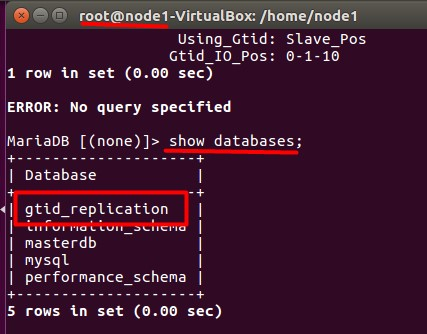 root@node1-VirtualBox: /home/node1
Using_Gtid: Slave_Pos
Gtid_IO_Pos: 0-1-10
1 row in set (0.00 sec)
ERROR: No query specified
MariaDB [(none)]> show databases;
+--------------------+
| Database           |
+--------------------+
| gtid_replication   |
| information_schema |
| masterdb           |
| mysql              |
| performance_schema |
+--------------------+
5 rows in set (0.00 sec)